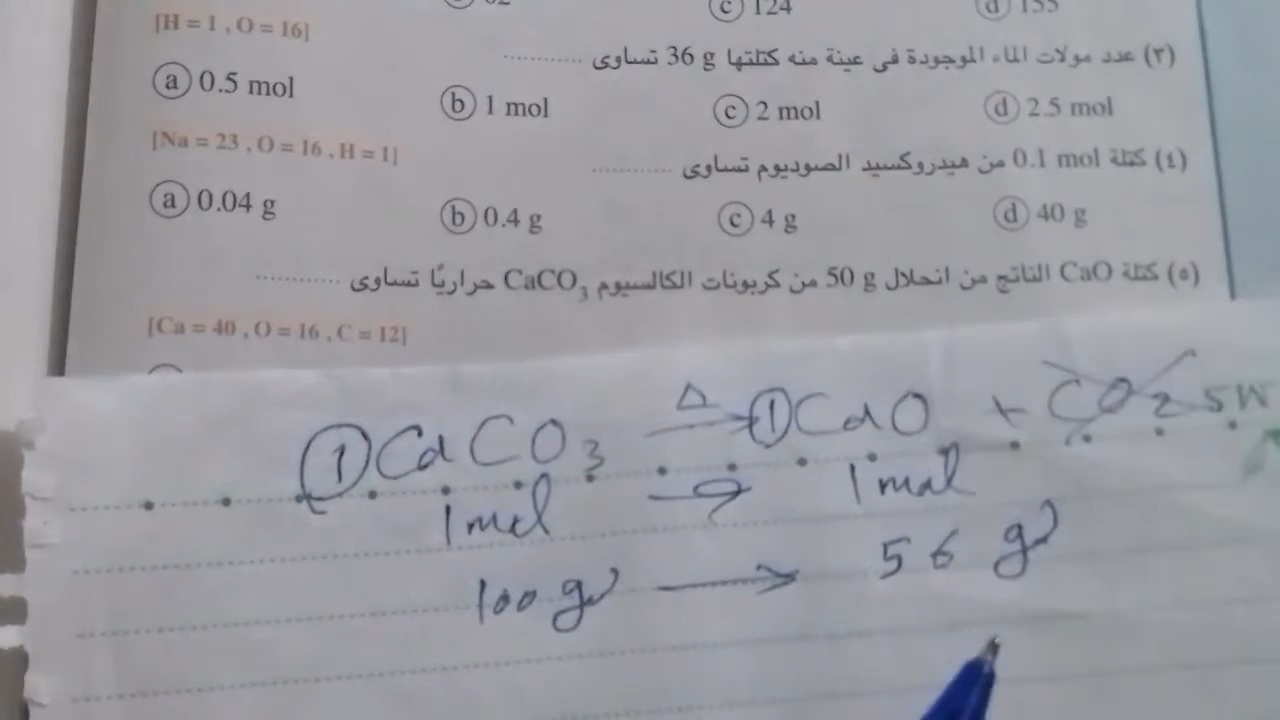 c 124
[H = 1 , O = 16]
(٣) عدد مولات الماء الموجودة فى عينة منه كتلتها 36 g تساوى ............
a 0.5 mol b 1 mol c 2 mol d 2.5 mol
[Na = 23 , O = 16 , H = 1]
(٤) كتلة 0.1 mol من هيدروكسيد الصوديوم تساوى ............
a 0.04 g b 0.4 g c 4 g d 40 g
(٥) كتلة CaO الناتج من انحلال 50 g من كربونات الكالسيوم CaCO3 حراريًا تساوى ............
[Ca = 40 , O = 16 , C = 12]
1 CaCO3 Δ → 1 CaO + CO2
1 mol → 1 mol
100 g → 56 g